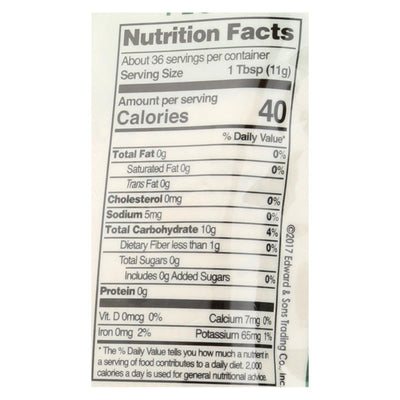 Nutrition Facts
About 36 servings per container
Serving Size 1 Tbsp (11g)
Amount per serving
Calories 40
% Daily Value*
Total Fat 0g 0%
Saturated Fat 0g 0%
Trans Fat 0g
Cholesterol 0mg 0%
Sodium 5mg 0%
Total Carbohydrate 10g 4%
Dietary Fiber less than 1g 0%
Total Sugars 0g
Includes 0g Added Sugars 0%
Protein 0g
Vit. D 0mcg 0% Calcium 7mg 0%
Iron 0mg 2% Potassium 65mg 1%
* The % Daily Value tells you how much a nutrient in
a serving of food contributes to a daily diet. 2,000
calories a day is used for general nutritional advice.
©2017 Edward & Sons Trading Co., Inc.